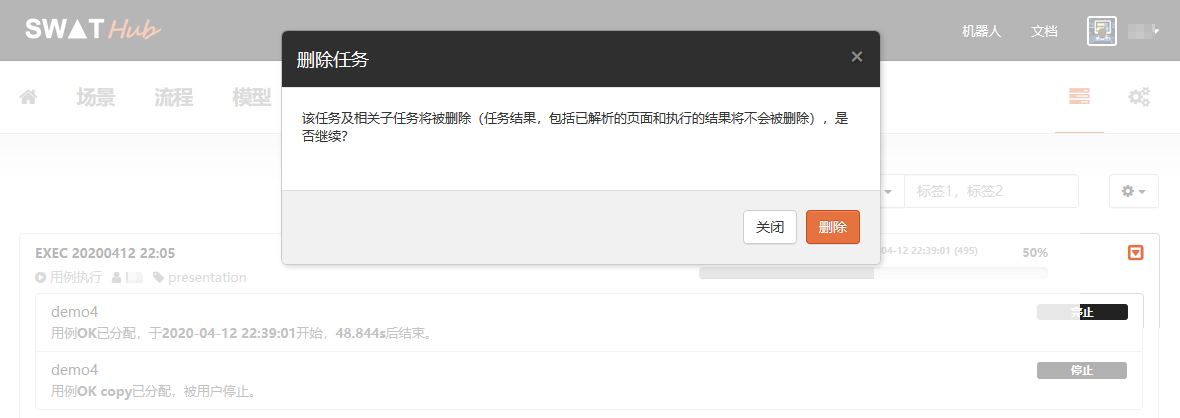 SWAT Hub
机器人 文档
删除任务 ×
场景 流程 模型
该任务及相关子任务将被删除（任务结果，包括已解析的页面和执行的结果将不会被删除），是
否继续？
标签1，标签2
关闭 删除
EXEC 20200412 22:05
-04-12 22:39:01 (49S) 50%
用例执行 presentation
demo4
停止
用例OK已分配，于2020-04-12 22:39:01开始，48.844s后结束。
demo4
停止
用例OK copy已分配，被用户停止。